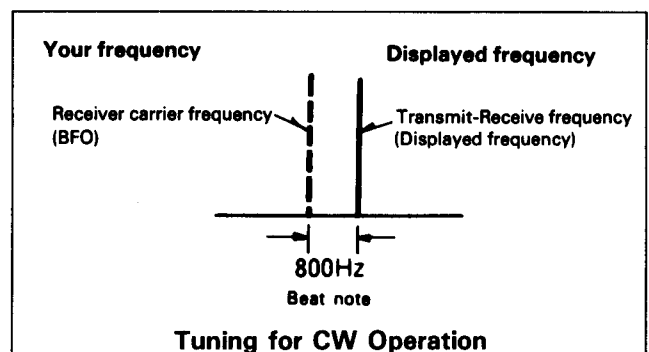 Your frequency
Displayed frequency
Receiver carrier frequency
(BFO)
Transmit-Receive frequency
(Displayed frequency)
800Hz
Beat note
Tuning for CW Operation